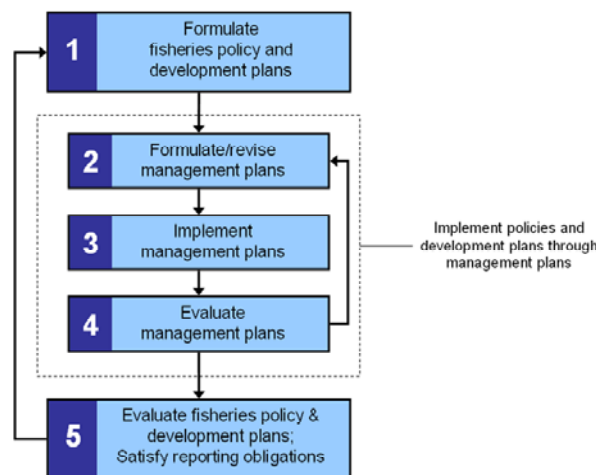 1
Formulate
fisheries policy and
development plans
2
Formulate/revise
management plans
3
Implement
management plans
Implement policies and
development plans through
management plans
4
Evaluate
management plans
5
Evaluate fisheries policy &
development plans;
Satisfy reporting obligations